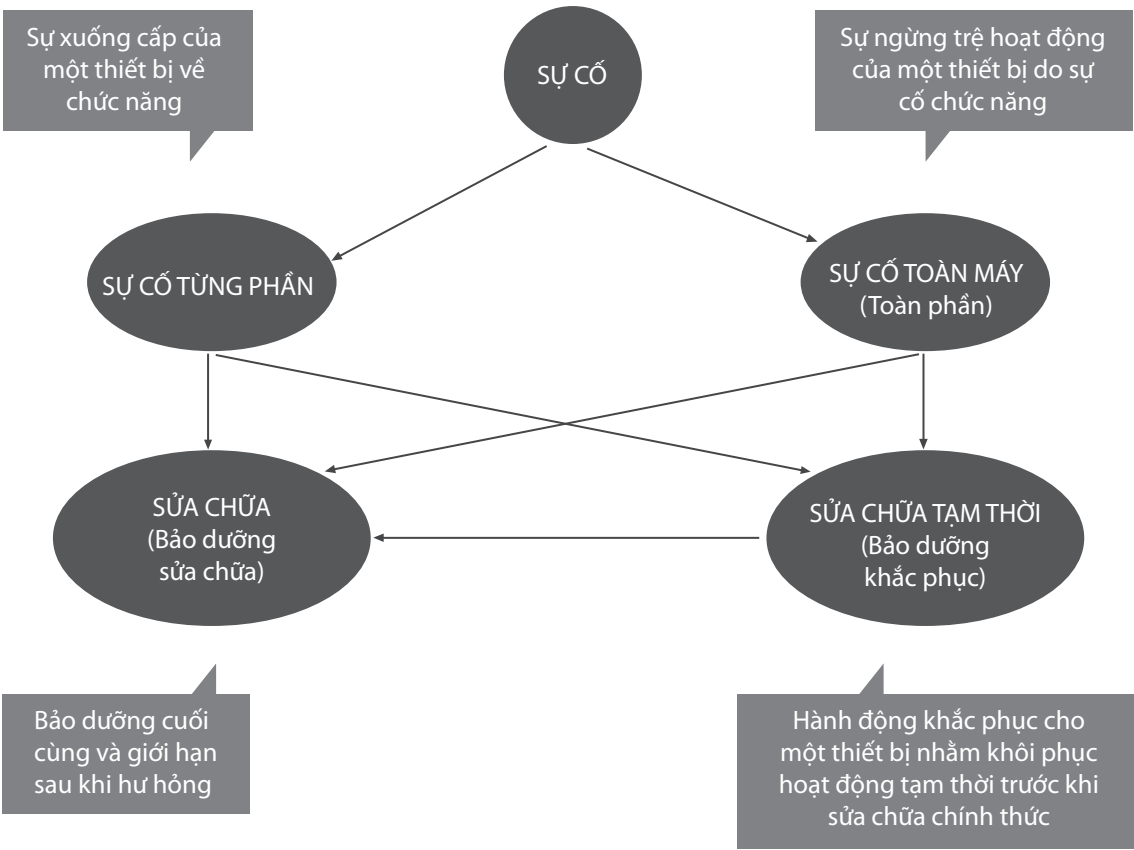 Sự xuống cấp của
một thiết bị về
chức năng
SỰ CỐ
Sự ngừng trệ hoạt động
của một thiết bị do sự
cố chức năng
SỰ CỐ TỪNG PHẦN
SỰ CỐ TOÀN MÁY
(Toàn phần)
SỬA CHỮA
(Bảo dưỡng
sửa chữa)
SỬA CHỮA TẠM THỜI
(Bảo dưỡng
khắc phục)
Bảo dưỡng cuối
cùng và giới hạn
sau khi hư hỏng
Hành động khắc phục cho
một thiết bị nhằm khôi phục
hoạt động tạm thời trước khi
sửa chữa chính thức